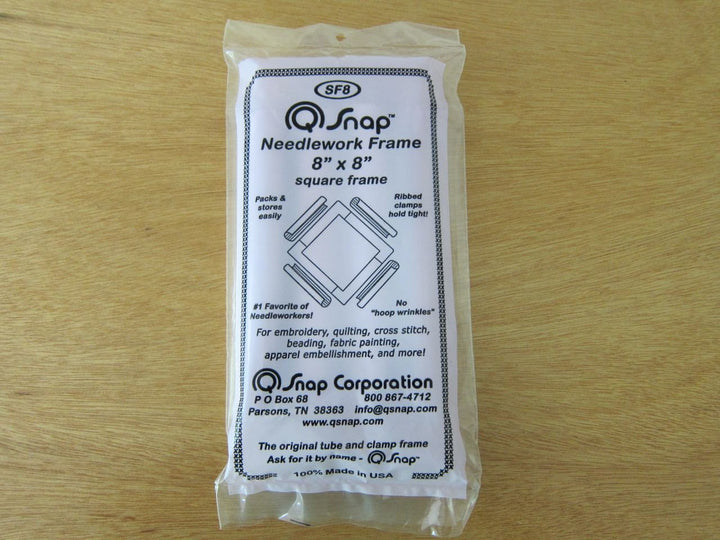 SF8
Q Snap™
Needlework Frame
8" x 8"
square frame
Packs &
stores
easily
Ribbed
clamps
hold tight!
#1 Favorite of
Needleworkers!
No
"hoop wrinkles"
For embroidery, quilting, cross stitch,
beading, fabric painting,
apparel embellishment, and more!
Q Snap Corporation
P O Box 68 800 867-4712
Parsons, TN 38363 info@qsnap.com
www.qsnap.com
The original tube and clamp frame
Ask for it by name - Q Snap™
100% Made in USA